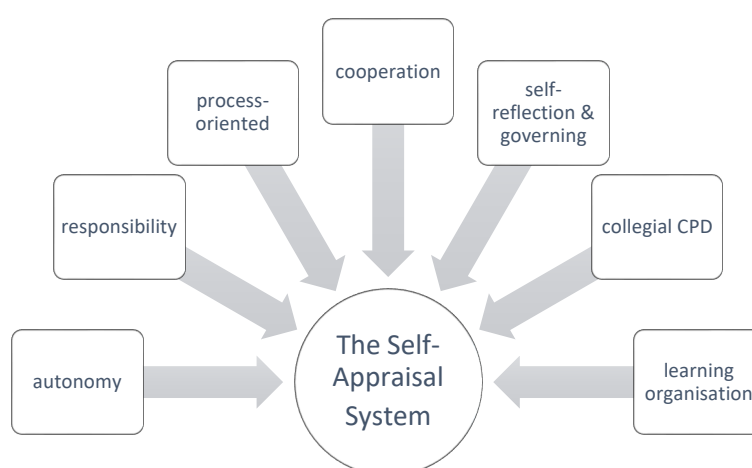 cooperation
process-
oriented
self-
reflection &
governing
responsibility
collegial CPD
The Self-
Appraisal
System
autonomy
learning
organisation